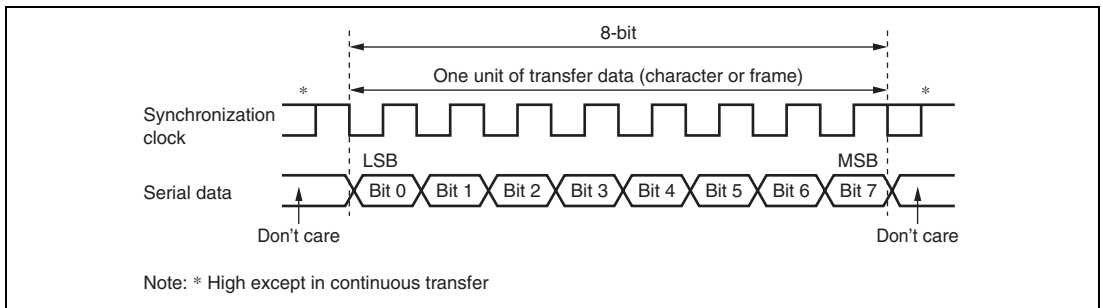 8-bit
One unit of transfer data (character or frame)
* *
Synchronization
clock
LSB MSB
Serial data Bit 0 Bit 1 Bit 2 Bit 3 Bit 4 Bit 5 Bit 6 Bit 7
Don't care Don't care
Note: * High except in continuous transfer